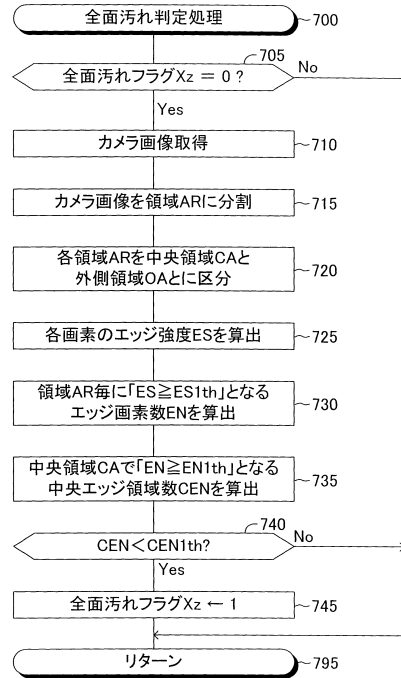 全面汚れ判定処理
700
705
全面汚れフラグXz = 0 ?
No
Yes
カメラ画像取得
710
カメラ画像を領域ARに分割
715
各領域ARを中央領域CAと
外側領域OAとに区分
720
各画素のエッジ強度ESを算出
725
領域AR毎に「ES≧ES1th」となる
エッジ画素数ENを算出
730
中央領域CAで「EN≧EN1th」となる
中央エッジ領域数CENを算出
735
740
CEN<CEN1th?
No
Yes
全面汚れフラグXz ← 1
745
リターン
795